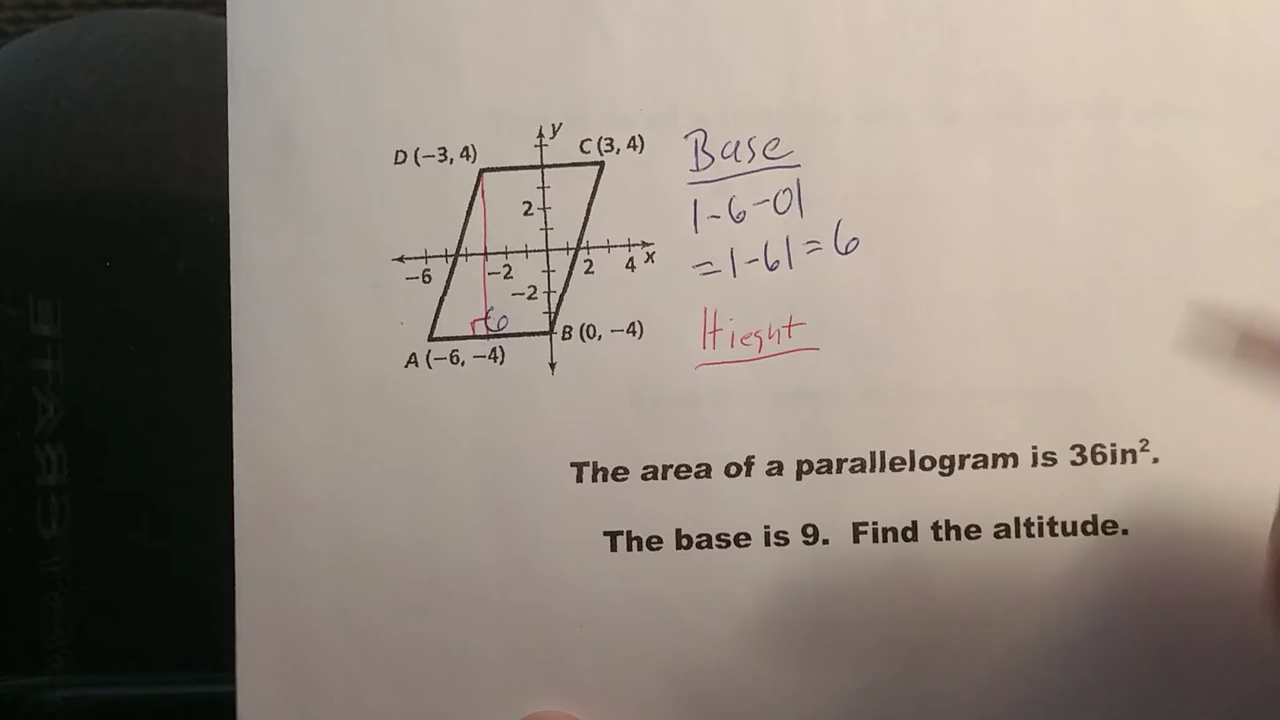 y
D (−3, 4)
C (3, 4)
Base
|-6-0|
2
= |-6| = 6
−6
−2
2
4
x
−2
6
Hieght
B (0, −4)
A (−6, −4)
The area of a parallelogram is 36in².
The base is 9. Find the altitude.